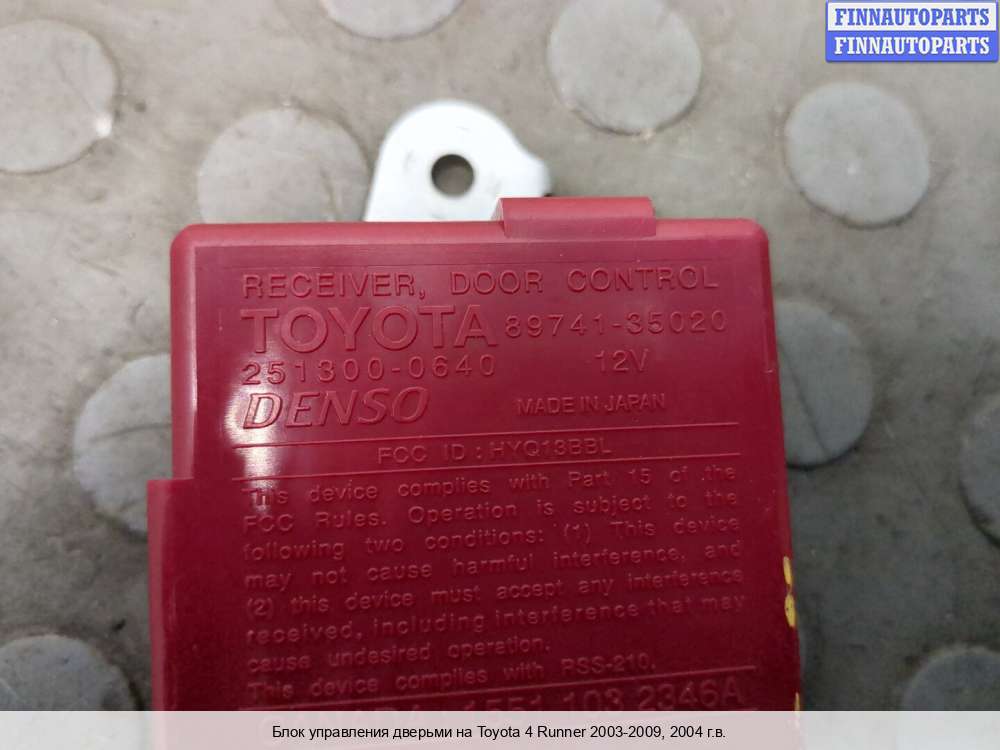 FINNAUTOPARTS
FINNAUTOPARTS
RECEIVER, DOOR CONTROL
TOYOTA 89741-35020
251300-0640 12V
DENSO MADE IN JAPAN
FCC ID : HYQ13BBL
This device complies with Part 15 of the
FCC Rules. Operation is subject to the
following two conditions: (1) This device
may not cause harmful interference, and
(2) this device must accept any interference
received, including interference that may
cause undesired operation.
This device complies with RSS-210.
CANADA : 1551 103 2346A
Блок управления дверьми на Toyota 4 Runner 2003-2009, 2004 г.в.